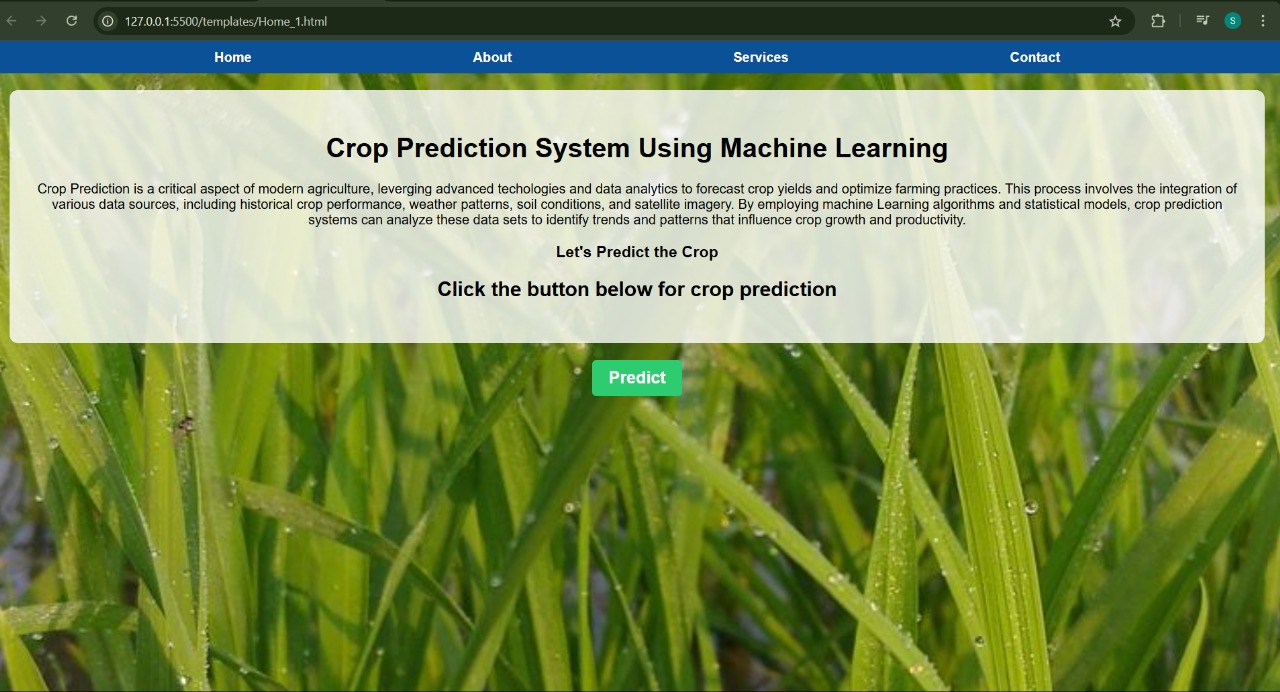 127.0.0.1:5500/templates/Home_1.html
S
Home About Services Contact
Crop Prediction System Using Machine Learning
Crop Prediction is a critical aspect of modern agriculture, leverging advanced techologies and data analytics to forecast crop yields and optimize farming practices. This process involves the integration of
various data sources, including historical crop performance, weather patterns, soil conditions, and satellite imagery. By employing machine Learning algorithms and statistical models, crop prediction
systems can analyze these data sets to identify trends and patterns that influence crop growth and productivity.
Let's Predict the Crop
Click the button below for crop prediction
Predict